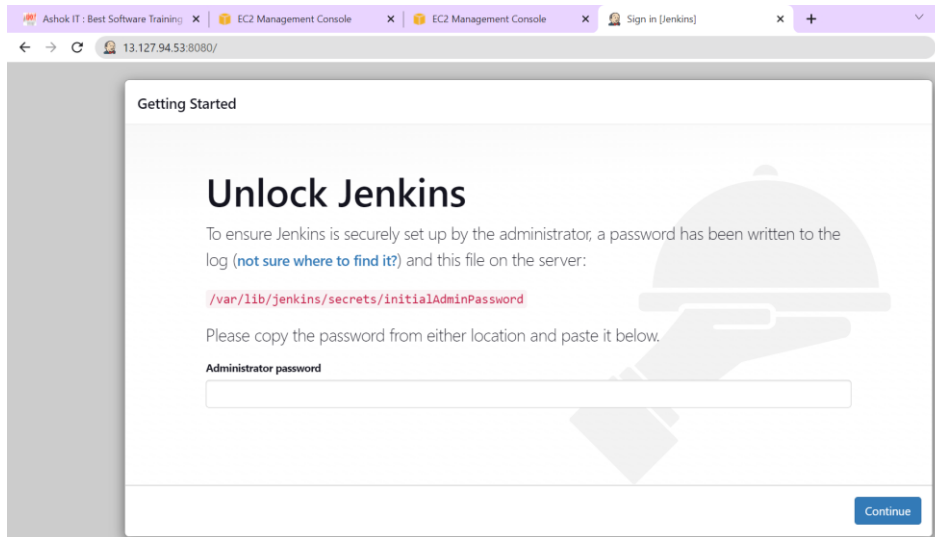 Ashok IT : Best Software Training
EC2 Management Console
EC2 Management Console
Sign in [Jenkins]
13.127.94.53:8080/
Getting Started
Unlock Jenkins
To ensure Jenkins is securely set up by the administrator, a password has been written to the
log (not sure where to find it?) and this file on the server:
/var/lib/jenkins/secrets/initialAdminPassword
Please copy the password from either location and paste it below.
Administrator password
Continue